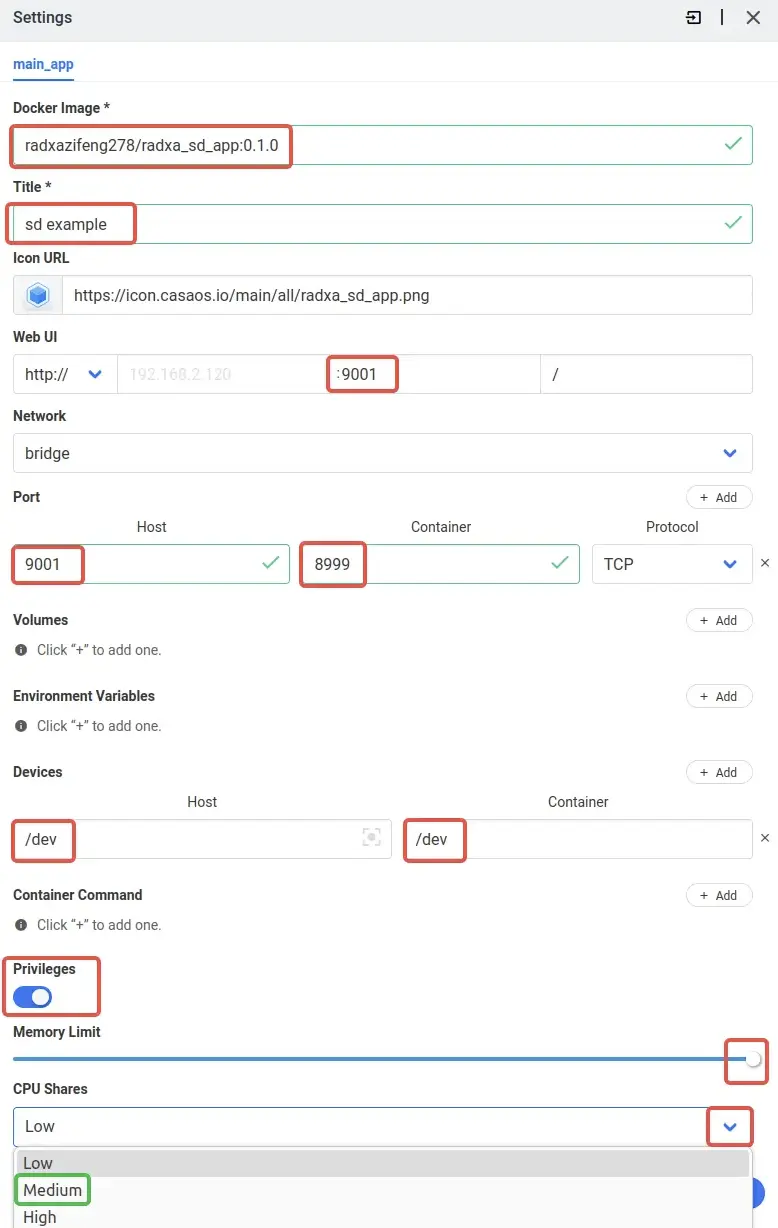 Settings
main_app
Docker Image *
radxazifeng278/radxa_sd_app:0.1.0
Title *
sd example
Icon URL
https://icon.casaos.io/main/all/radxa_sd_app.png
Web UI
http:// 192.168.2.120 :9001 /
Network
bridge
Port + Add
Host Container Protocol
9001 8999 TCP ×
Volumes + Add
Click “+” to add one.
Environment Variables + Add
Click “+” to add one.
Devices + Add
Host Container
/dev /dev ×
Container Command + Add
Click “+” to add one.
Privileges
Memory Limit
CPU Shares
Low
Low
Medium
High